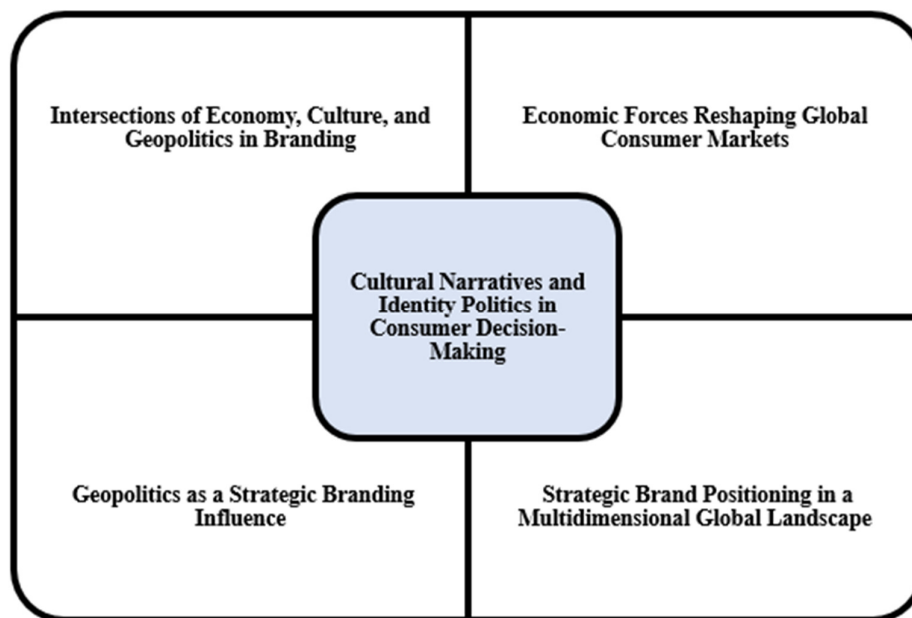 Intersections of Economy, Culture, and
Geopolitics in Branding
Economic Forces Reshaping Global
Consumer Markets
Cultural Narratives and
Identity Politics in
Consumer Decision-
Making
Geopolitics as a Strategic Branding
Influence
Strategic Brand Positioning in a
Multidimensional Global Landscape